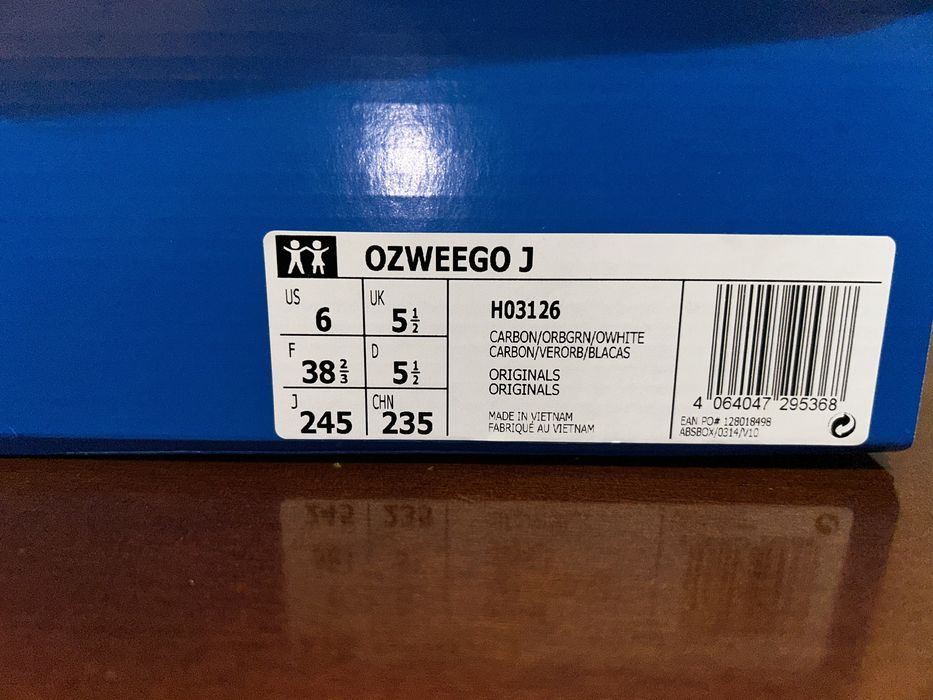 OZWEEGO J
US 6 UK 5 1/2
F 38 2/3 D 5 1/2
J 245 CHN 235
H03126
CARBON/ORBGRN/OWHITE
CARBON/VERORB/BLACAS
ORIGINALS
ORIGINALS
MADE IN VIETNAM
FABRIQUÉ AU VIETNAM
4 064047 295368
EAN PO# 128018498
ABSBOX/0314/V10